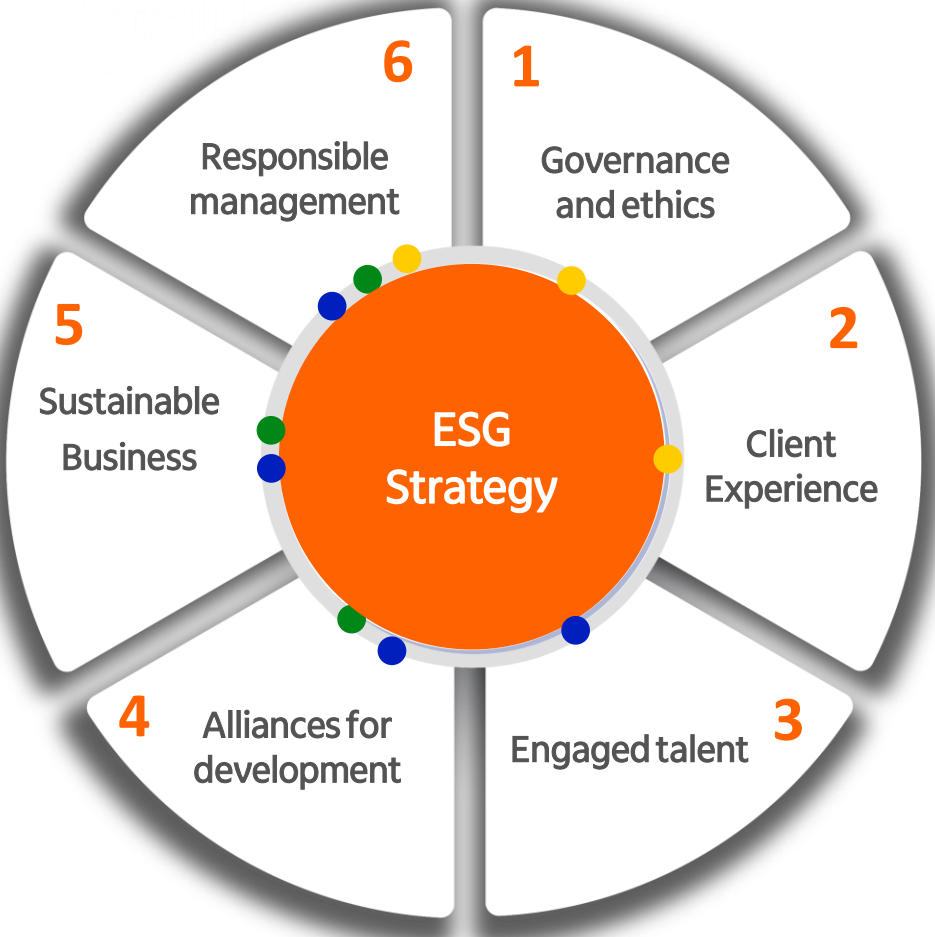 1
Governance
and ethics
2
Client
Experience
3
Engaged talent
4
Alliances for
development
5
Sustainable
Business
6
Responsible
management
ESG
Strategy